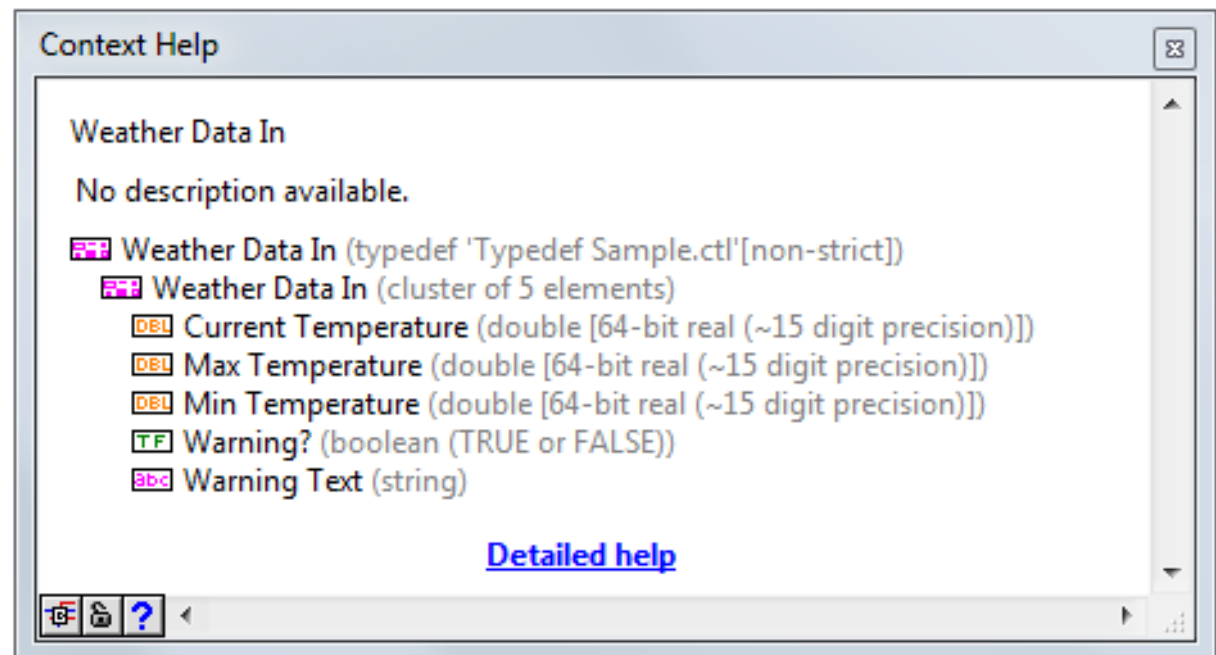 Context Help
Weather Data In
No description available.
Weather Data In (typedef 'Typedef Sample.ctl'[non-strict])
Weather Data In (cluster of 5 elements)
DBL Current Temperature (double [64-bit real (~15 digit precision)])
DBL Max Temperature (double [64-bit real (~15 digit precision)])
DBL Min Temperature (double [64-bit real (~15 digit precision)])
TF Warning? (boolean (TRUE or FALSE))
abc Warning Text (string)
Detailed help
?